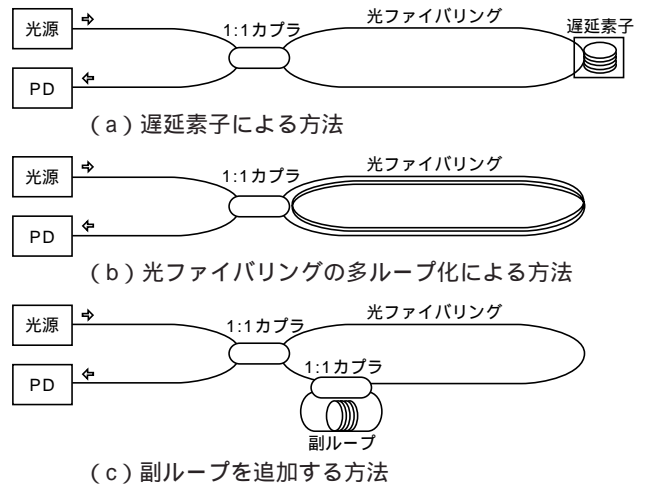 光源
1:1カプラ
光ファイバリング
遅延素子
PD
(a)遅延素子による方法
光源
1:1カプラ
光ファイバリング
PD
(b)光ファイバリングの多ループ化による方法
光源
1:1カプラ
光ファイバリング
PD
1:1カプラ
副ループ
(c)副ループを追加する方法